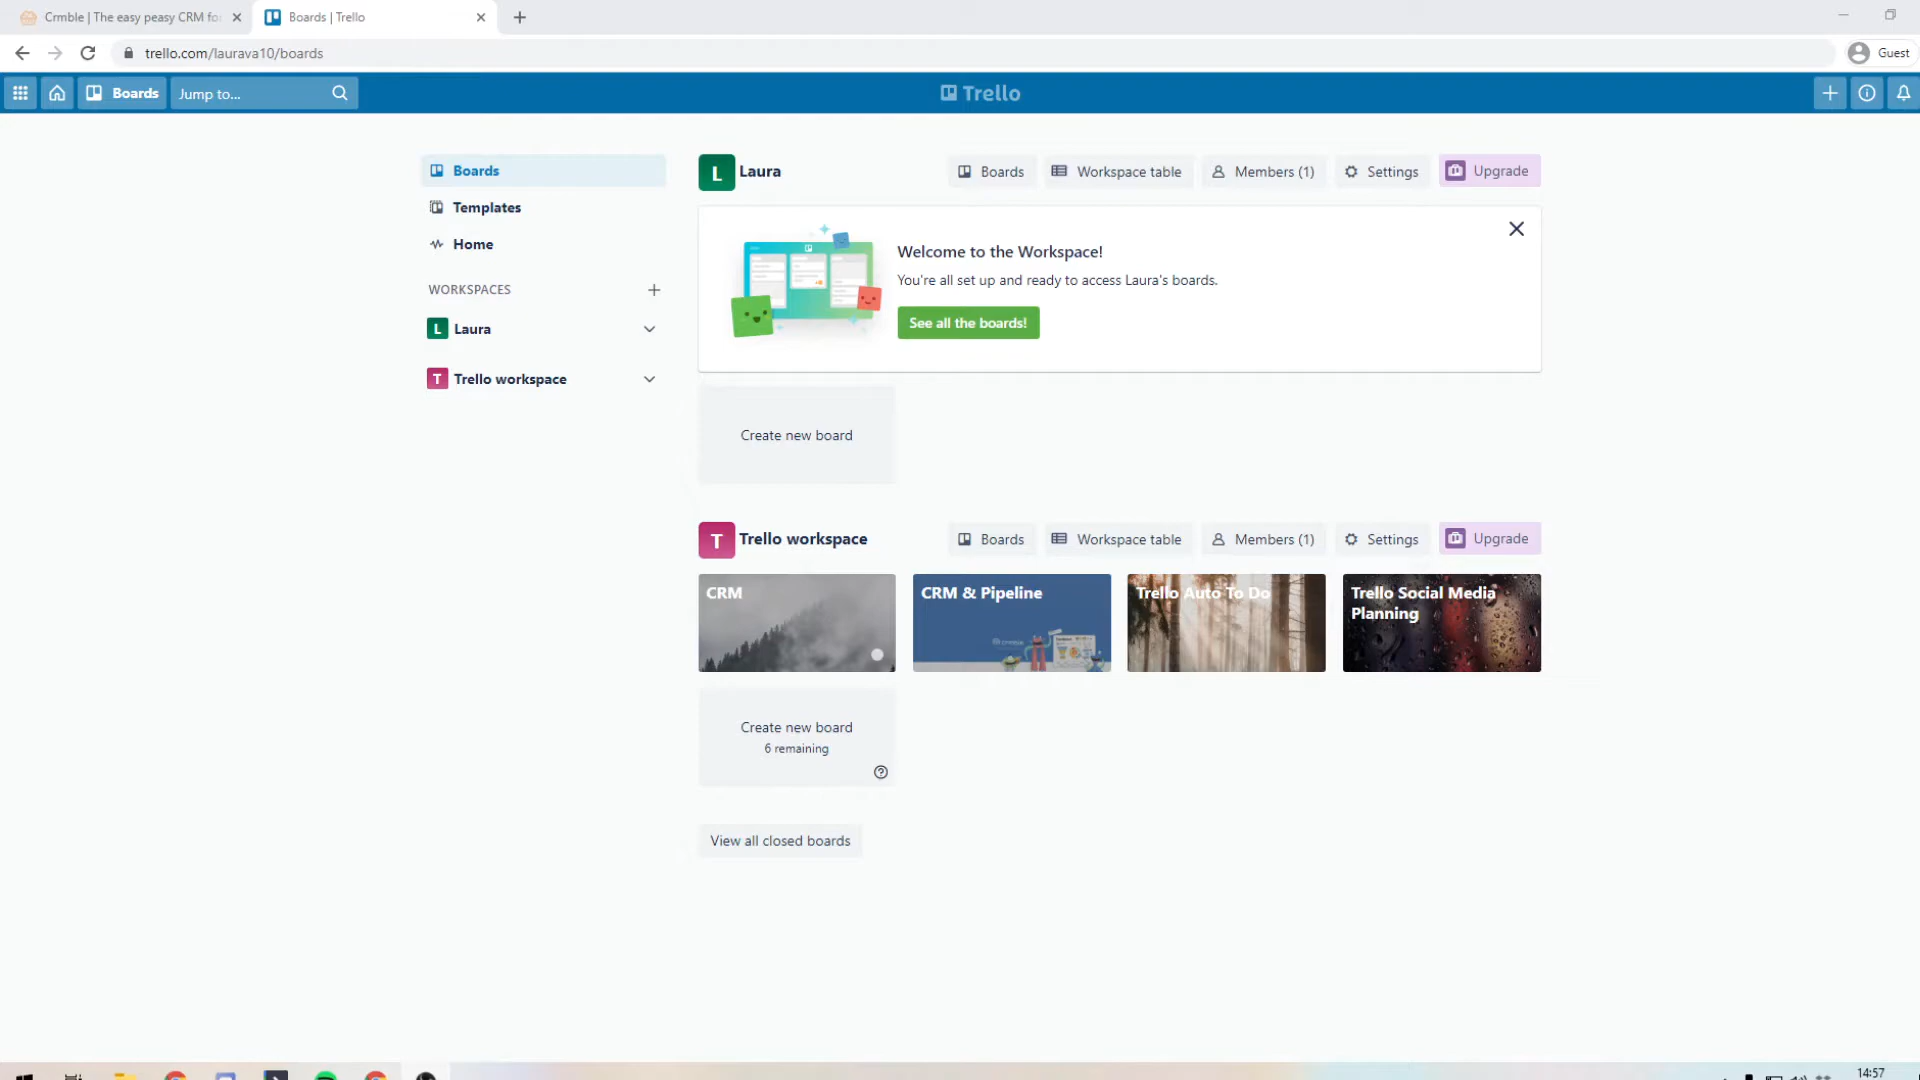 Crmble | The easy peasy CRM fo
Boards | Trello
trello.com/laurava10/boards
Guest
Boards
Jump to...
Trello
Boards
Templates
Home
WORKSPACES
L Laura
T Trello workspace
L Laura
Boards
Workspace table
Members (1)
Settings
Upgrade
Welcome to the Workspace!
You're all set up and ready to access Laura's boards.
See all the boards!
Create new board
T Trello workspace
Boards
Workspace table
Members (1)
Settings
Upgrade
CRM
CRM & Pipeline
Trello Auto To Do
Trello Social Media
Planning
Create new board
6 remaining
View all closed boards
14:57